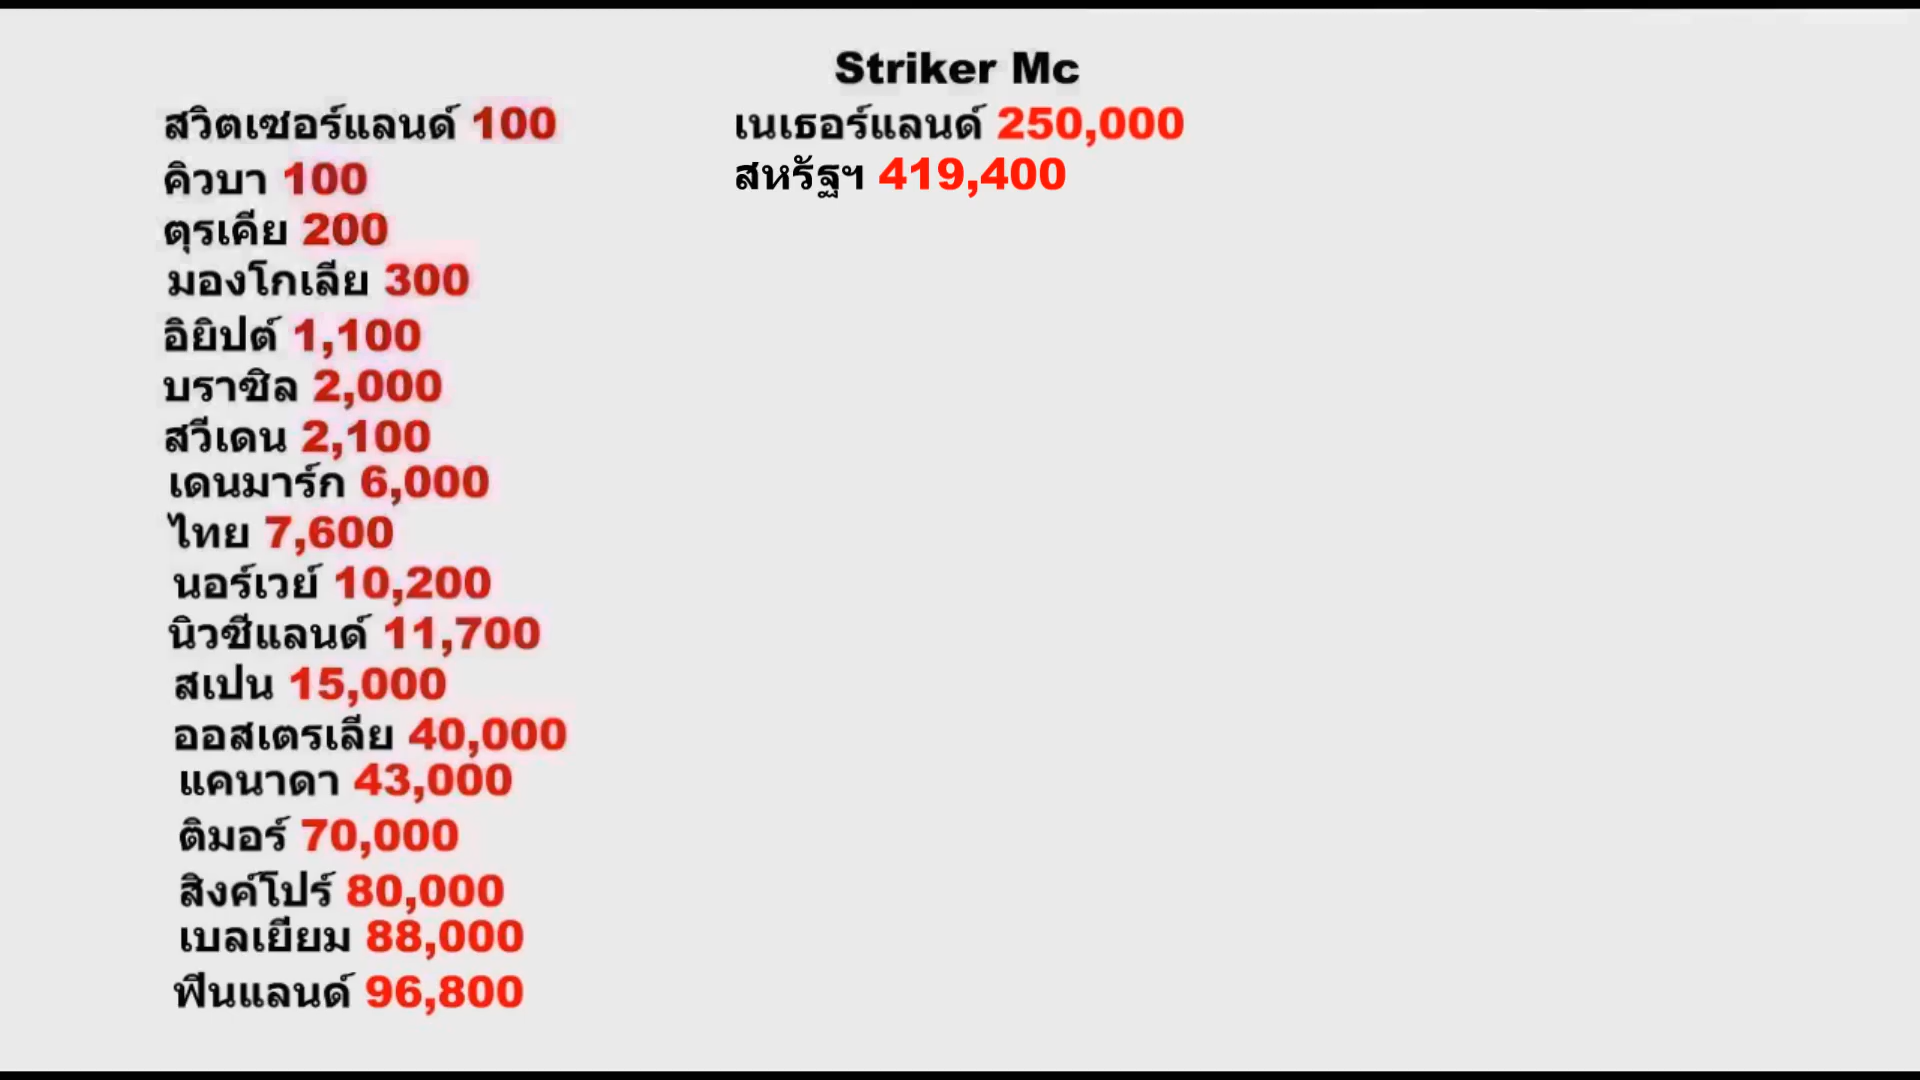 Striker Mc
สวิตเซอร์แลนด์ 100
คิวบา 100
ตุรเคีย 200
มองโกเลีย 300
อิยิปต์ 1,100
บราซิล 2,000
สวีเดน 2,100
เดนมาร์ก 6,000
ไทย 7,600
นอร์เวย์ 10,200
นิวซีแลนด์ 11,700
สเปน 15,000
ออสเตรเลีย 40,000
แคนาดา 43,000
ติมอร์ 70,000
สิงค์โปร์ 80,000
เบลเยียม 88,000
ฟินแลนด์ 96,800
เนเธอร์แลนด์ 250,000
สหรัฐฯ 419,400